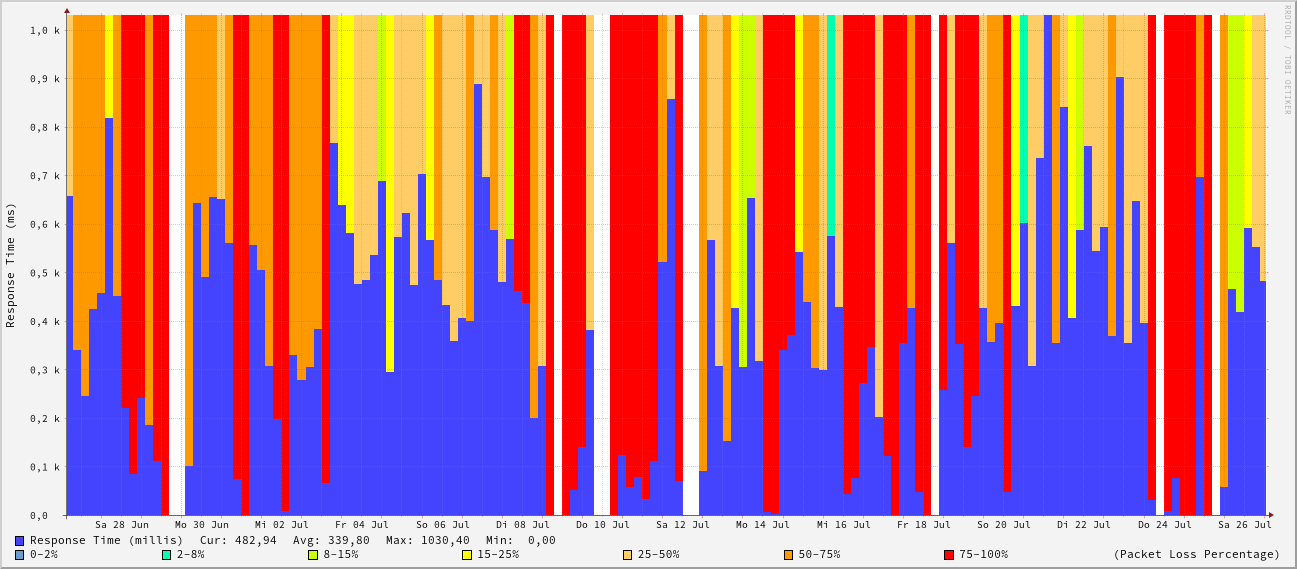 RRDTOOL / TOBI OETIKER
Response Time (ms)
1,0 k
0,9 k
0,8 k
0,7 k
0,6 k
0,5 k
0,4 k
0,3 k
0,2 k
0,1 k
0,0
Sa 28 Jun Mo 30 Jun Mi 02 Jul Fr 04 Jul So 06 Jul Di 08 Jul Do 10 Jul Sa 12 Jul Mo 14 Jul Mi 16 Jul Fr 18 Jul So 20 Jul Di 22 Jul Do 24 Jul Sa 26 Jul
Response Time (millis) Cur: 482,94 Avg: 339,80 Max: 1030,40 Min: 0,00
0-2% 2-8% 8-15% 15-25% 25-50% 50-75% 75-100% (Packet Loss Percentage)